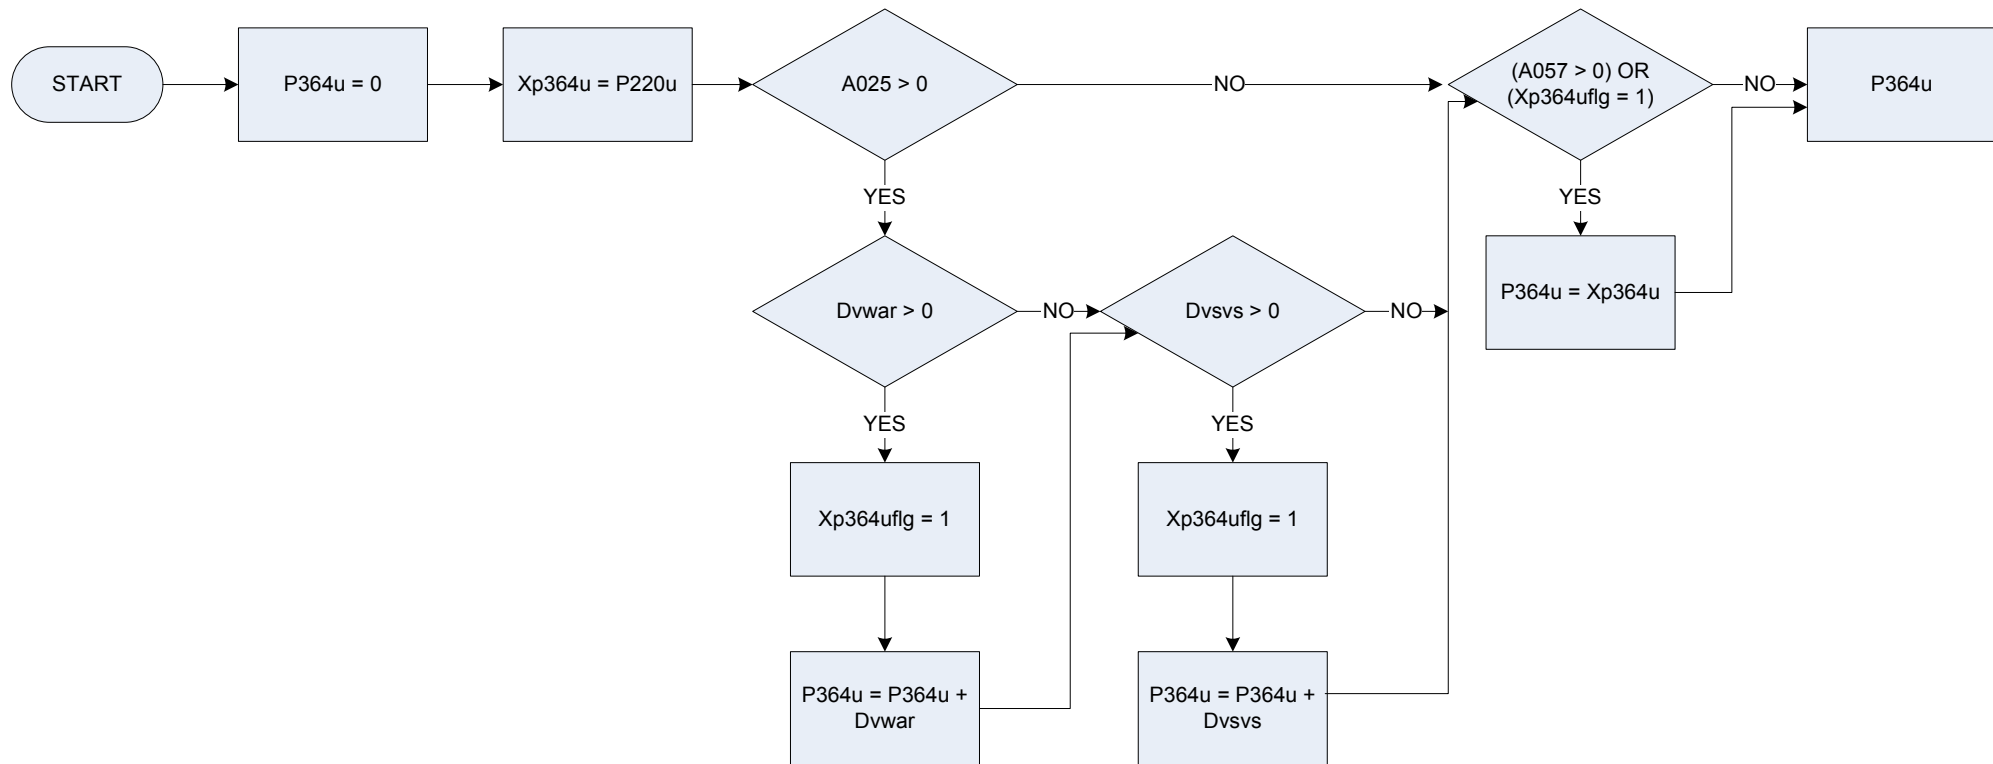 START
P364u = 0
Xp364u = P220u
A025 > 0
NO
(A057 > 0) OR
(Xp364uflg = 1)
NO
P364u
YES
YES
Dvwar > 0
NO
Dvsvs > 0
NO
P364u = Xp364u
YES
YES
Xp364uflg = 1
Xp364uflg = 1
P364u = P364u +
Dvwar
P364u = P364u +
Dvsvs